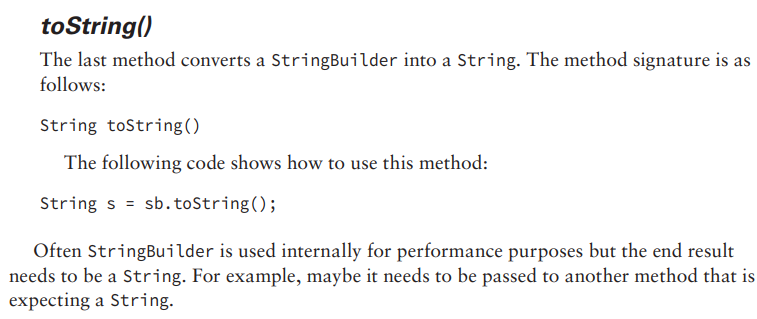 toString()
The last method converts a StringBuilder into a String. The method signature is as
follows:
String toString()
The following code shows how to use this method:
String s = sb.toString();
Often StringBuilder is used internally for performance purposes but the end result
needs to be a String. For example, maybe it needs to be passed to another method that is
expecting a String.